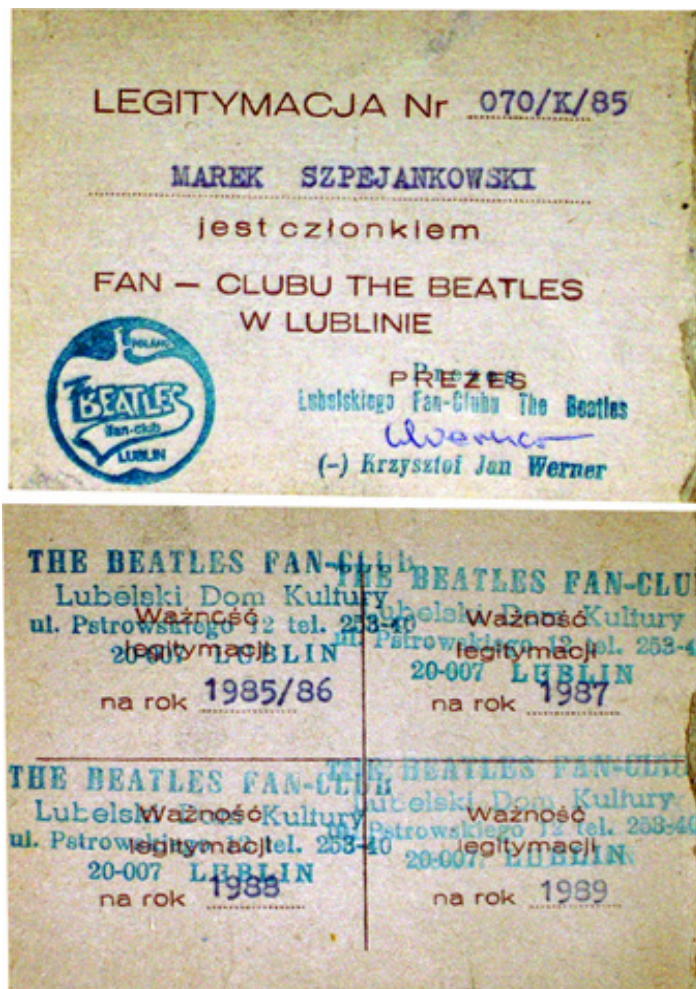 LEGITYMACJA Nr 070/K/85
MAREK SZPEJANKOWSKI
jest członkiem
FAN – CLUBU THE BEATLES
W LUBLINIE
POLAND
The BEATLES
fan-club
LUBLIN
Prezes
PREZES
Lubelskiego Fan-Clubu The Beatles
Werner
(-) Krzysztof Jan Werner
THE BEATLES FAN-CLUB
Lubelski Dom Kultury
ul. Pstrowskiego 12 tel. 253-40
20-007 LUBLIN
Ważność
legitymacji
na rok 1985/86
THE BEATLES FAN-CLU
Lubelski Dom Kultury
ul. Pstrowskiego 12 tel. 253-4
20-007 LUBLIN
Ważność
legitymacji
na rok 1987
THE BEATLES FAN-CLUB
Lubelski Dom Kultury
ul. Pstrowskiego 12 tel. 253-40
20-007 LUBLIN
Ważność
legitymacji
na rok 1988
THE BEATLES FAN-CLUB
Lubelski Dom Kultury
ul. Pstrowskiego 12 tel. 253-40
20-007 LUBLIN
Ważność
legitymacji
na rok 1989